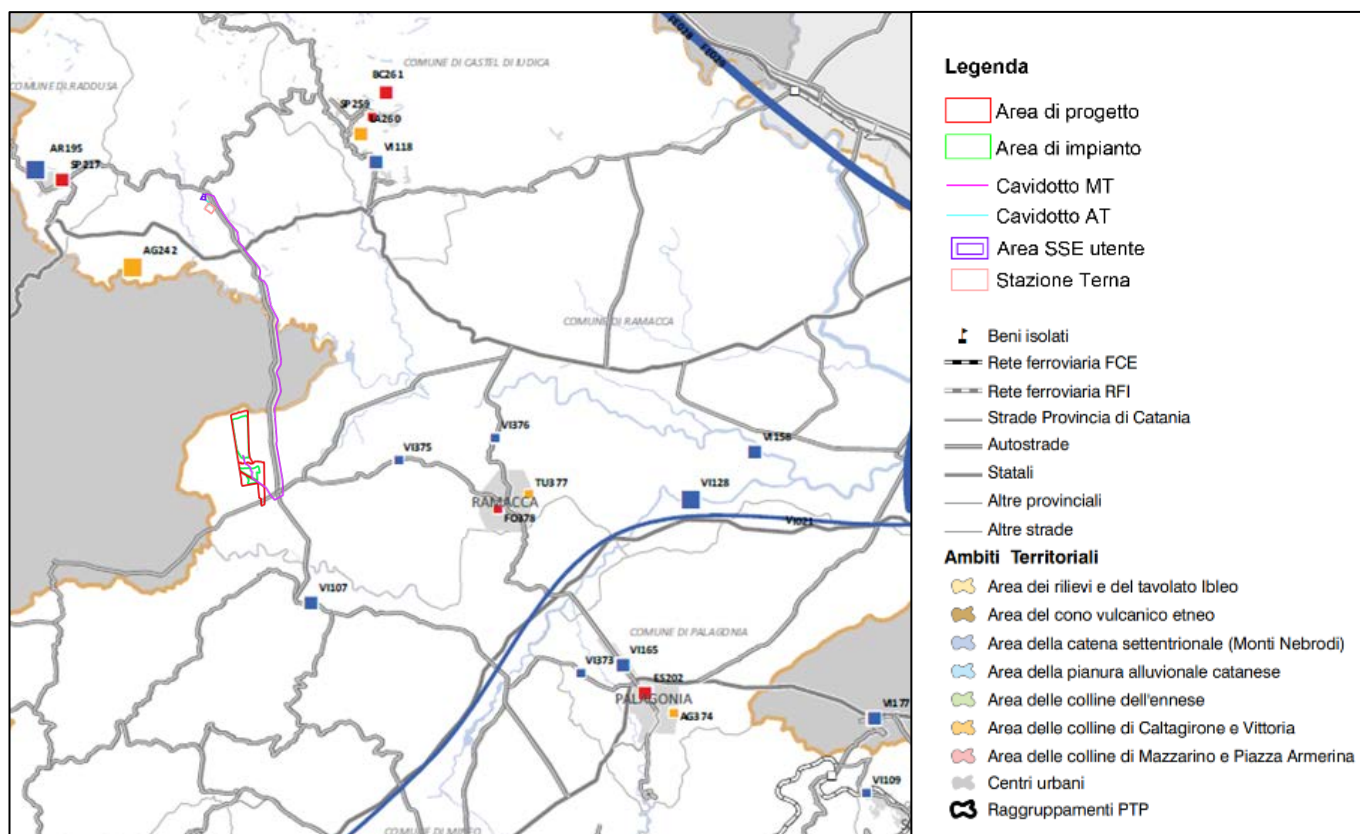 COMUNE DI CASTEL DI IUDICA
COMUNE DI RADDUSA
BC261
SP259
CA260
VI118
AR195
SP217
AG242
COMUNE DI RAMACCA
VI376
VI375
VI156
TU377
RAMACCA
FO378
VI128
VI021
VI107
COMUNE DI PALAGONIA
VI165
VI373
ES202
PALAGONIA
AG374
VI177
VI109
COMUNE DI MINEO
Legenda
Area di progetto
Area di impianto
Cavidotto MT
Cavidotto AT
Area SSE utente
Stazione Terna
Beni isolati
Rete ferroviaria FCE
Rete ferroviaria RFI
Strade Provincia di Catania
Autostrade
Statali
Altre provinciali
Altre strade
Ambiti Territoriali
Area dei rilievi e del tavolato Ibleo
Area del cono vulcanico etneo
Area della catena settentrionale (Monti Nebrodi)
Area della pianura alluvionale catanese
Area delle colline dell'ennese
Area delle colline di Caltagirone e Vittoria
Area delle colline di Mazzarino e Piazza Armerina
Centri urbani
Raggruppamenti PTP